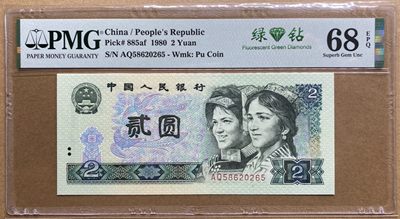 PMG
PAPER MONEY GUARANTY
China / People's Republic
Pick# 885af 1980 2 Yuan
S/N AQ58620265 - Wmk: Pu Coin
绿 钻
Fluorescent Green Diamonds
68
EPQ
Superb Gem Unc
中国人民银行
2
贰圆
2
AQ58620265
2